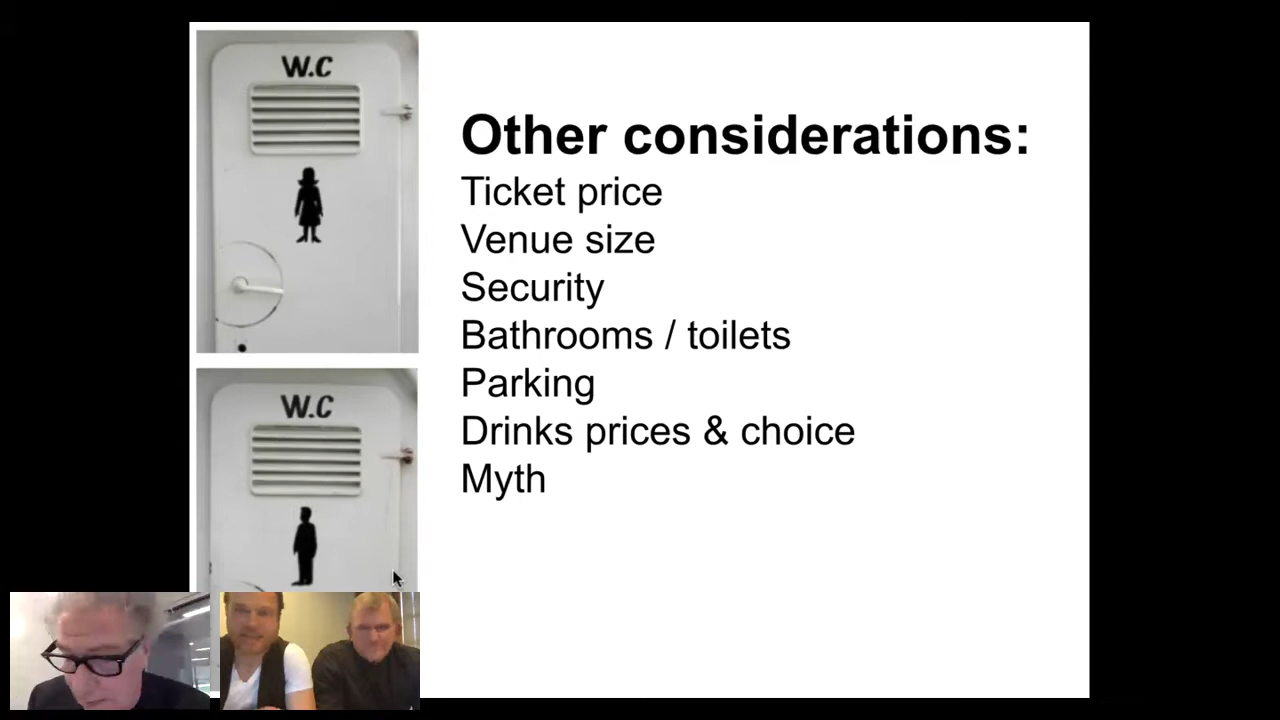 W.C
Other considerations:
Ticket price
Venue size
Security
Bathrooms / toilets
Parking
Drinks prices & choice
Myth
W.C